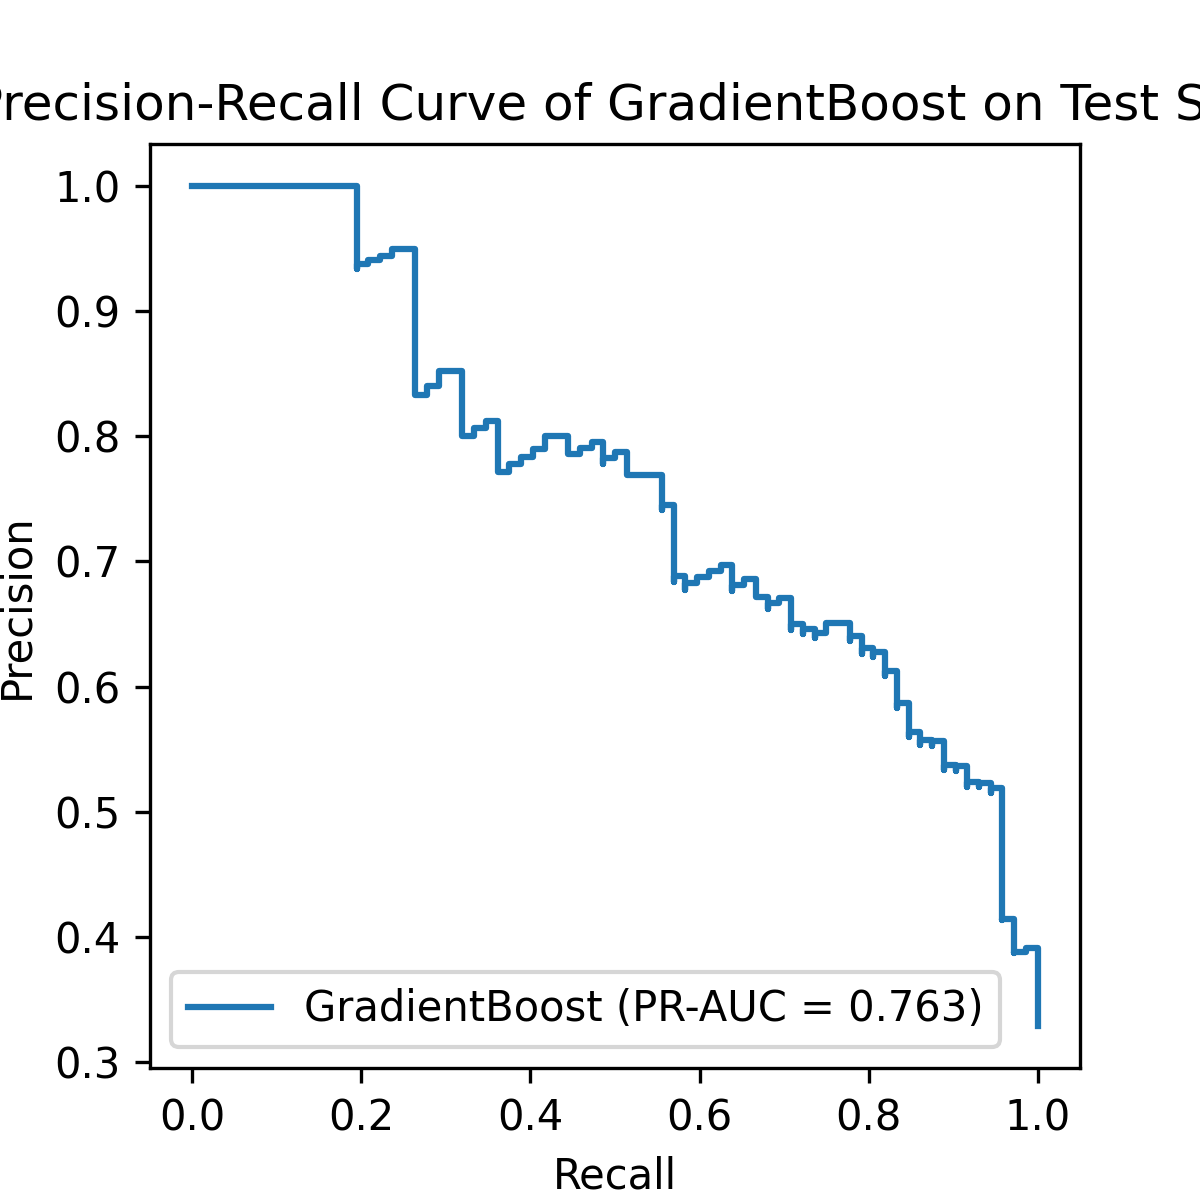 Precision-Recall Curve of GradientBoost on Test S
1.0
0.9
0.8
0.7
0.6
0.5
0.4
0.3
Precision
GradientBoost (PR-AUC = 0.763)
0.0 0.2 0.4 0.6 0.8 1.0
Recall